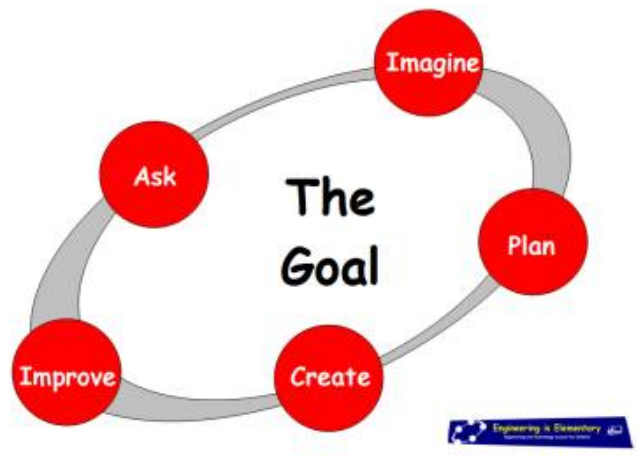 Imagine
Ask
The
Goal
Plan
Improve
Create
Engineering is Elementary